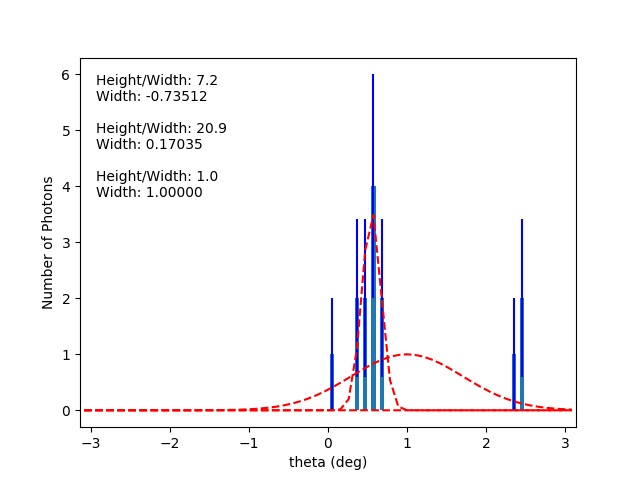 Height/Width: 7.2
Width: -0.73512
Height/Width: 20.9
Width: 0.17035
Height/Width: 1.0
Width: 1.00000
Number of Photons
6
5
4
3
2
1
0
−3
−2
−1
0
1
2
3
theta (deg)